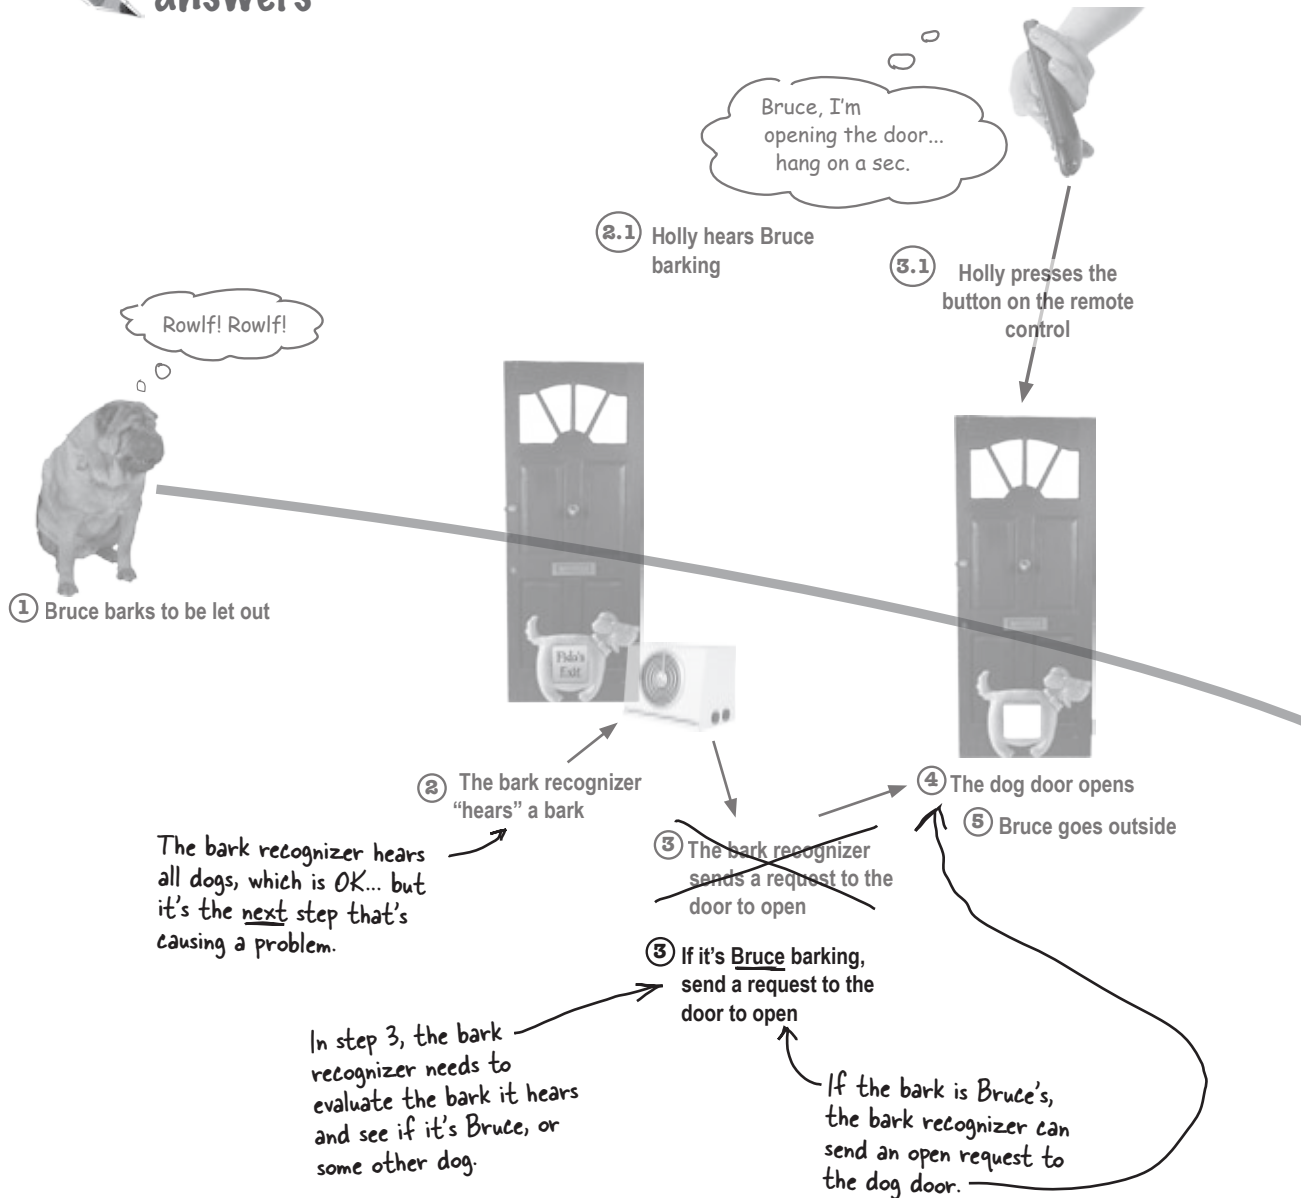 answers
Bruce, I'm
opening the door...
hang on a sec.
2.1 Holly hears Bruce
barking
3.1 Holly presses the
button on the remote
control
Rowlf! Rowlf!
1 Bruce barks to be let out
Fido's
Exit
2 The bark recognizer
“hears” a bark
4 The dog door opens
5 Bruce goes outside
3 The bark recognizer
sends a request to the
door to open
The bark recognizer hears
all dogs, which is OK... but
it's the next step that's
causing a problem.
3 If it's Bruce barking,
send a request to the
door to open
In step 3, the bark
recognizer needs to
evaluate the bark it hears
and see if it's Bruce, or
some other dog.
If the bark is Bruce's,
the bark recognizer can
send an open request to
the dog door.